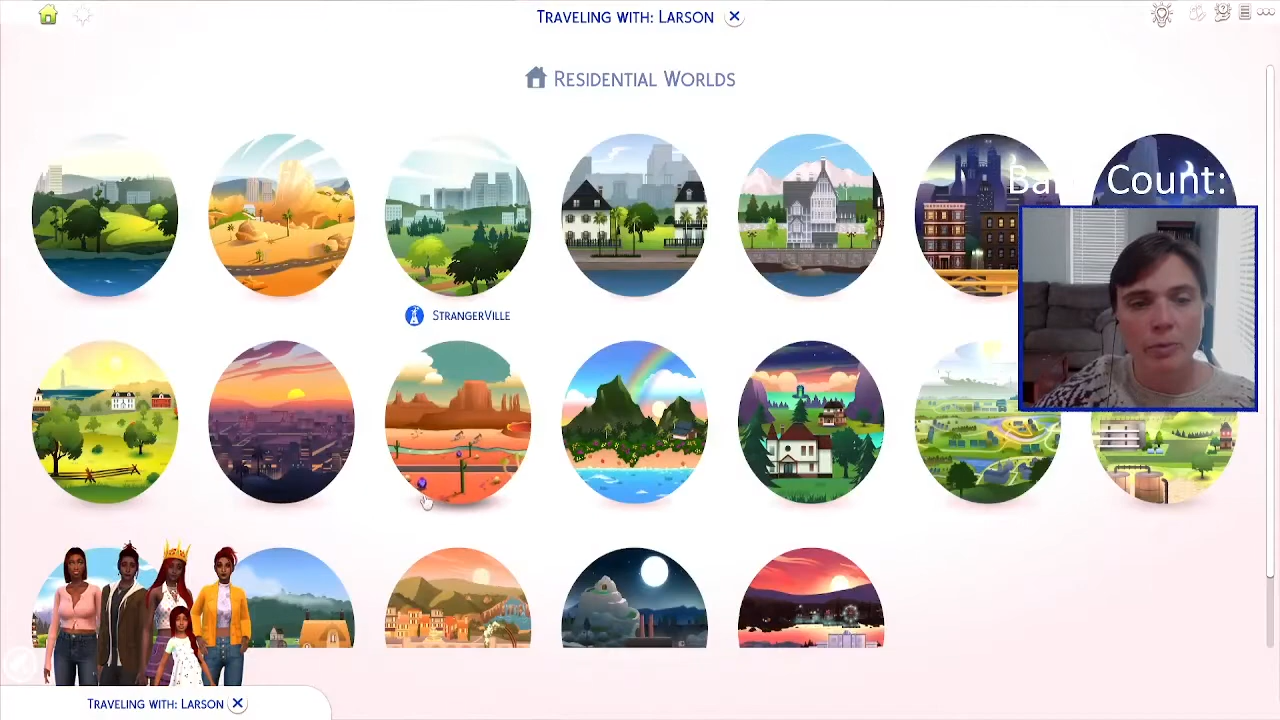 TRAVELING WITH: LARSON
RESIDENTIAL WORLDS
Count:
STRANGERVILLE
TRAVELING WITH: LARSON